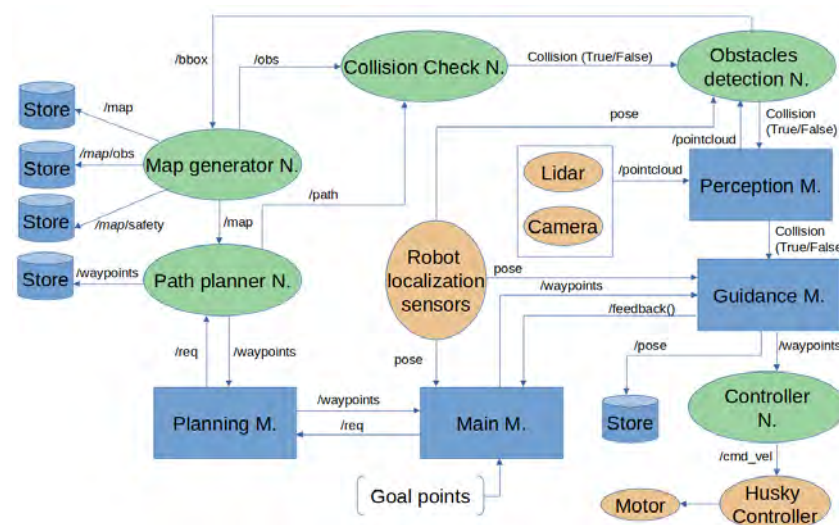 /bbox
/obs
Collision Check N.
Collision (True/False)
Obstacles
detection N.
Store
/map
Store
/map/obs
Map generator N.
Store
/map/safety
/map
/path
pose
/pointcloud
Collision
(True/False)
Lidar
Camera
/pointcloud
Perception M.
Collision
(True/False)
Store
/waypoints
Path planner N.
Robot
localization
sensors
pose
/waypoints
/feedback()
Guidance M.
/req
/waypoints
pose
/pose
/waypoints
Planning M.
/waypoints
/req
Main M.
Store
Controller
N.
/cmd_vel
Goal points
Motor
Husky
Controller